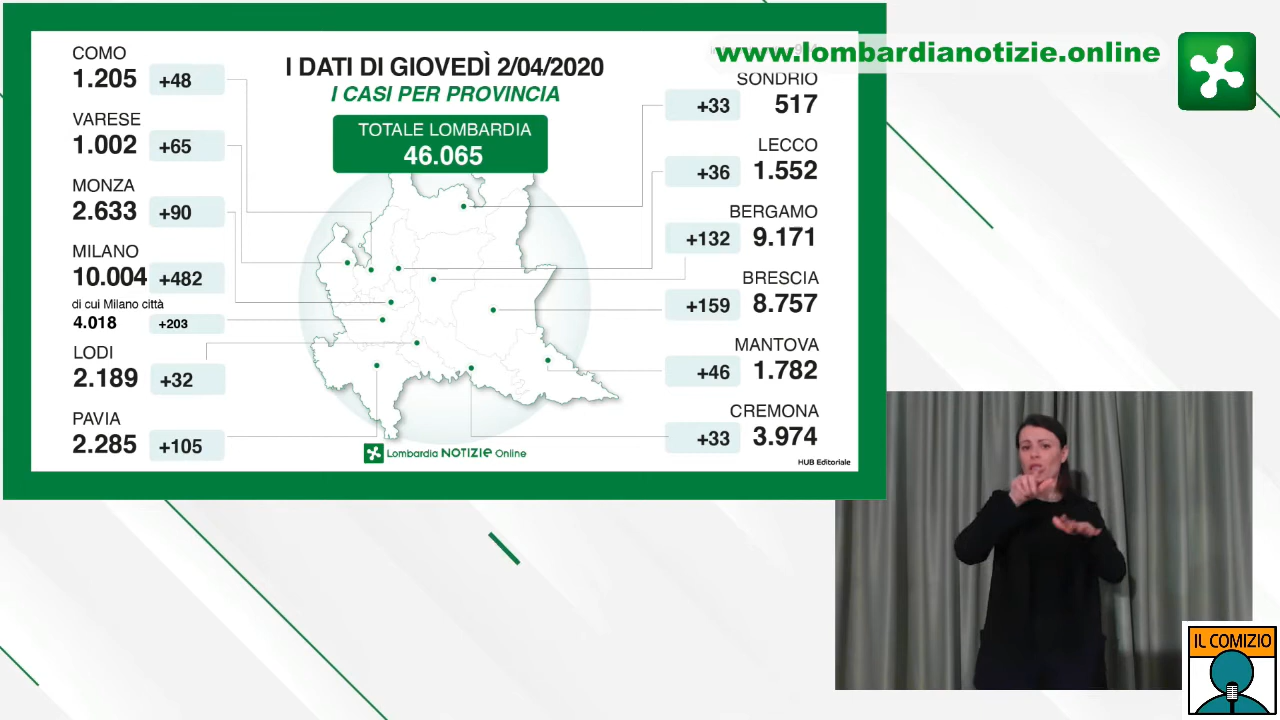 www.lombardianotizie.online
I DATI DI GIOVEDÌ 2/04/2020
I CASI PER PROVINCIA
TOTALE LOMBARDIA
46.065
COMO
1.205 +48
VARESE
1.002 +65
MONZA
2.633 +90
MILANO
10.004 +482
di cui Milano città
4.018 +203
LODI
2.189 +32
PAVIA
2.285 +105
SONDRIO
+33 517
LECCO
+36 1.552
BERGAMO
+132 9.171
BRESCIA
+159 8.757
MANTOVA
+46 1.782
CREMONA
+33 3.974
Lombardia NOTIZIE Online
HUB Editoriale
IL COMIZIO